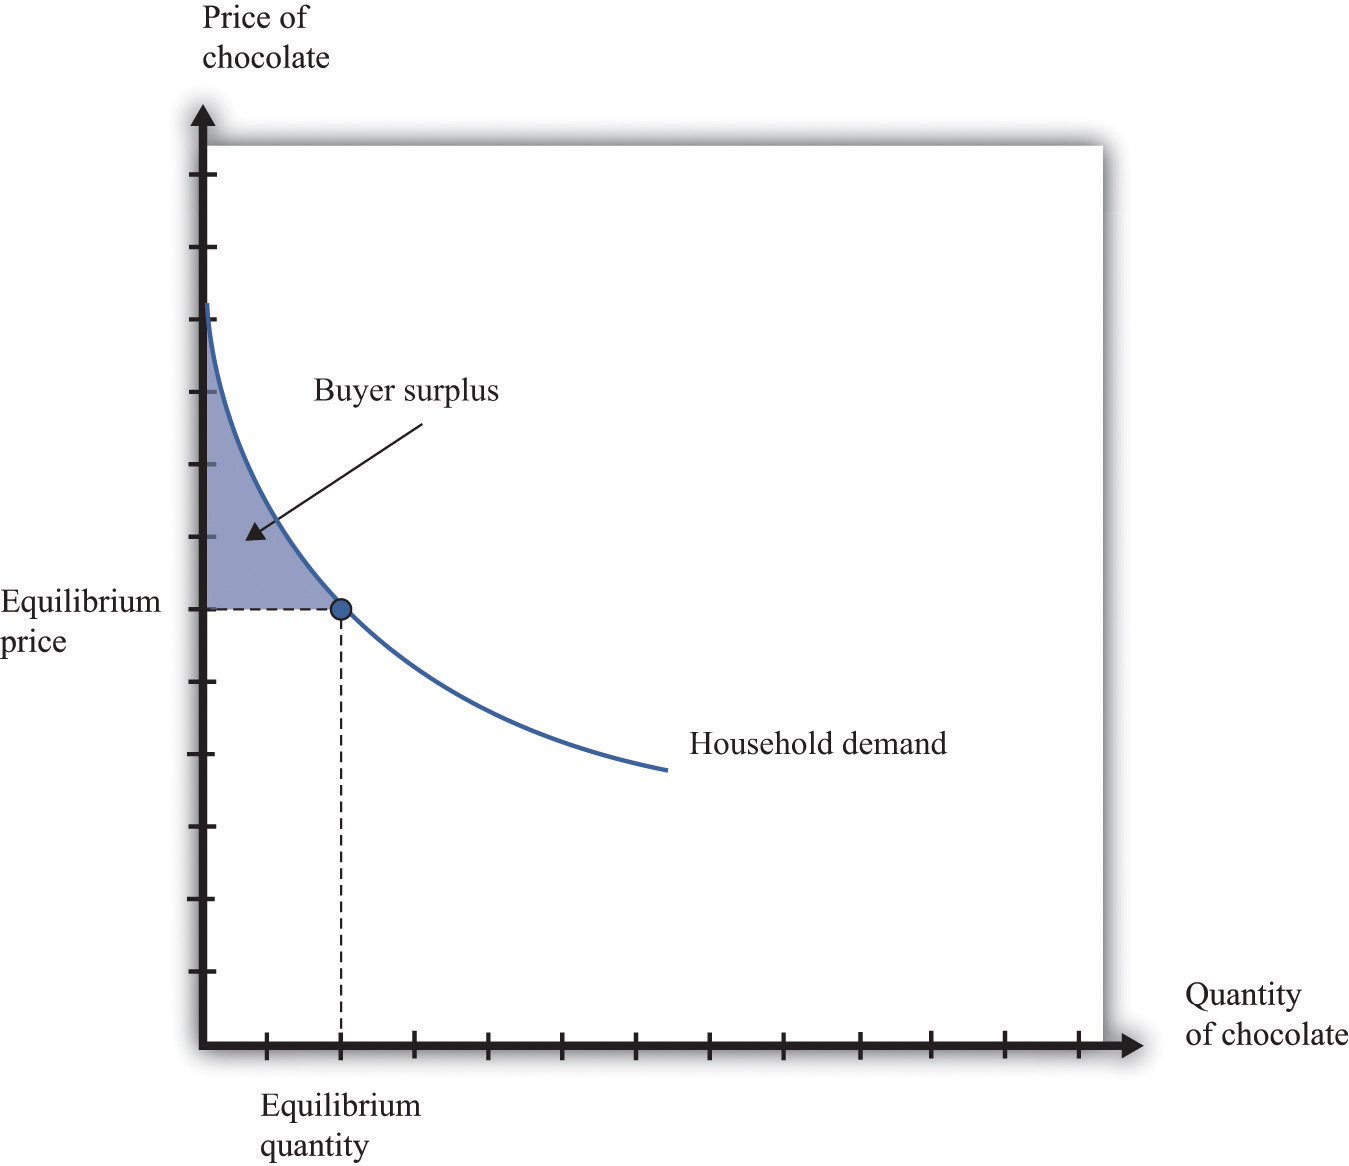 Price of
chocolate
Buyer surplus
Equilibrium
price
Household demand
Quantity
of chocolate
Equilibrium
quantity